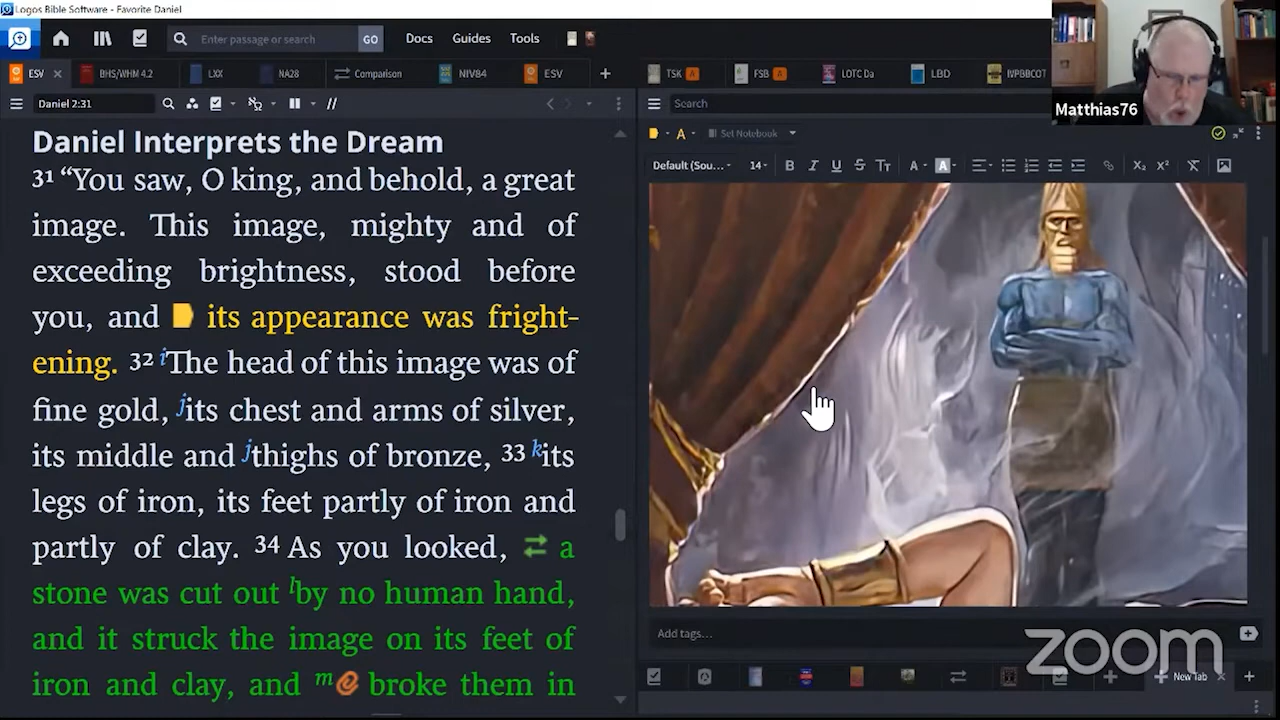 Logos Bible Software - Favorite Daniel
Enter passage or search
GO
Docs
Guides
Tools
ESV
BHS/WHM 4.2
LXX
NA28
Comparison
NIV84
ESV
TSK A
FSB A
LOTC Da
LBD
IVPBBCOT
Matthias76
Daniel 2:31
Search
Set Notebook
Default (Sou...
14
Daniel Interprets the Dream
31 “You saw, O king, and behold, a great
image. This image, mighty and of
exceeding brightness, stood before
you, and its appearance was fright-
ening. 32 i The head of this image was of
fine gold, j its chest and arms of silver,
its middle and j thighs of bronze, 33 k its
legs of iron, its feet partly of iron and
partly of clay. 34 As you looked, a
stone was cut out l by no human hand,
and it struck the image on its feet of
iron and clay, and m broke them in
Add tags...
zoom
New Tab